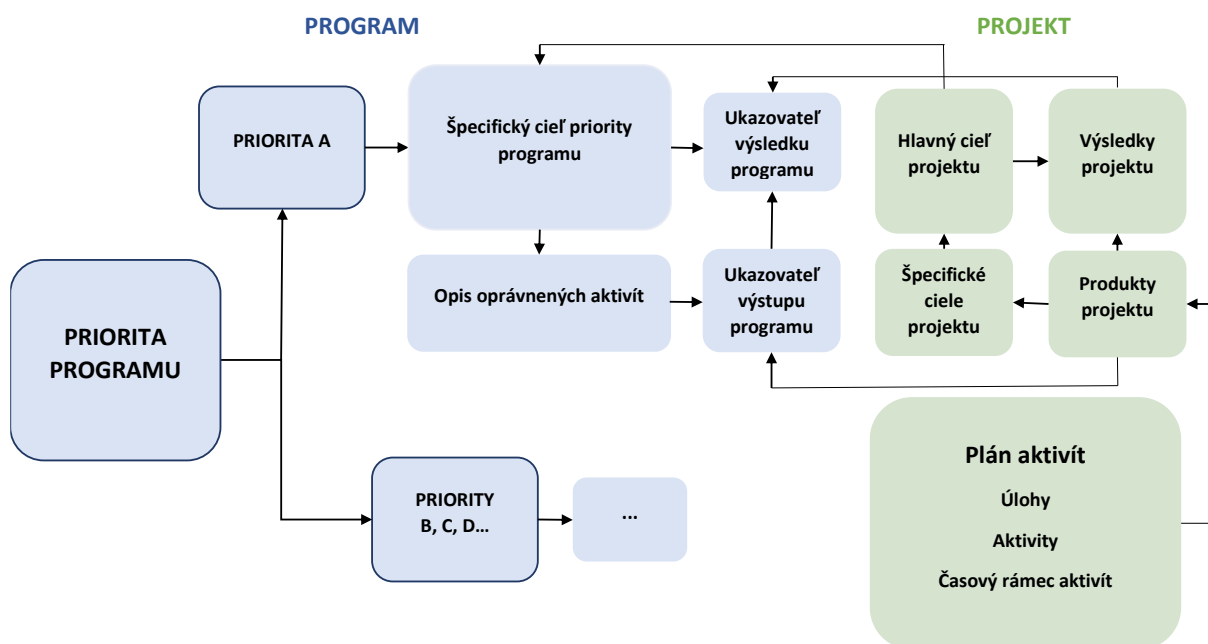 PROGRAM
PROJEKT
PRIORITA A
Špecifický cieľ priority
programu
Ukazovateľ
výsledku
programu
Hlavný cieľ
projektu
Výsledky
projektu
PRIORITA
PROGRAMU
Opis oprávnených aktivít
Ukazovateľ
výstupu
programu
Špecifické
ciele
projektu
Produkty
projektu
PRIORITY
B, C, D…
...
Plán aktivít
Úlohy
Aktivity
Časový rámec aktivít